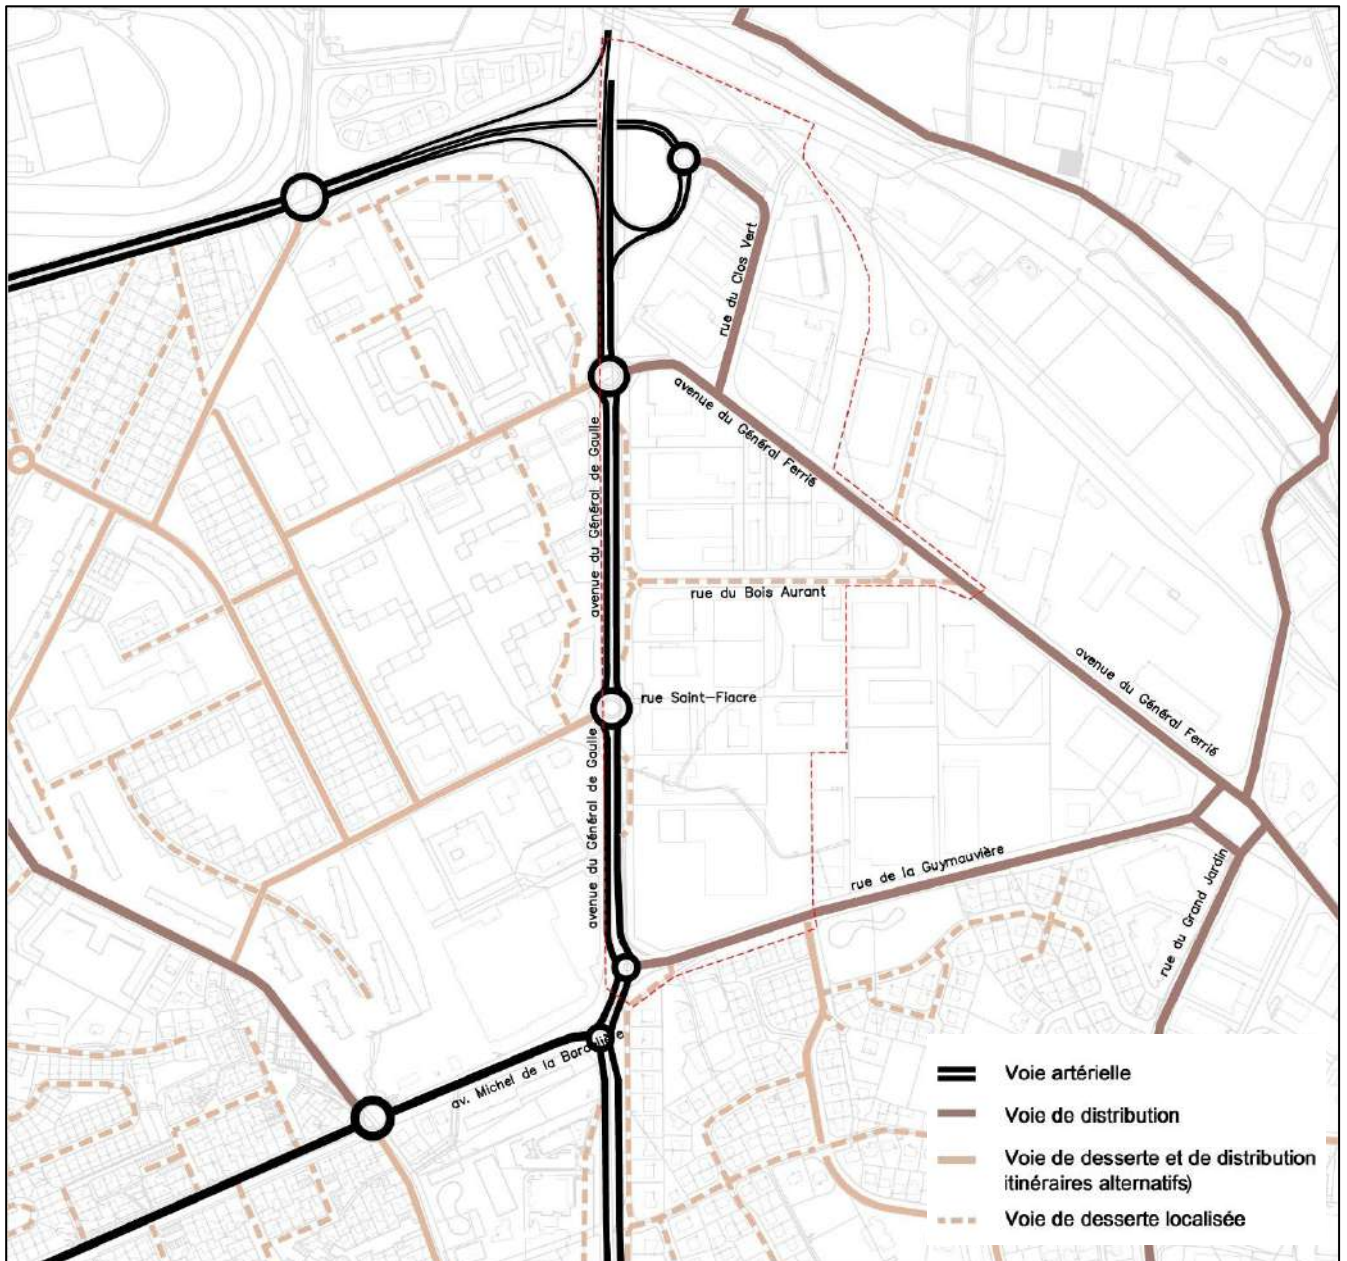 rue du Clos Vert
avenue du Général Ferrié
avenue du Général de Gaulle
rue du Bois Aurant
rue Saint-Fiacre
avenue du Général Ferrié
avenue du Général de Gaulle
rue de la Guymauvière
rue du Grand Jardin
av. Michel de la
Voie artérielle
Voie de distribution
Voie de desserte et de distribution
itinéraires alternatifs)
Voie de desserte localisée